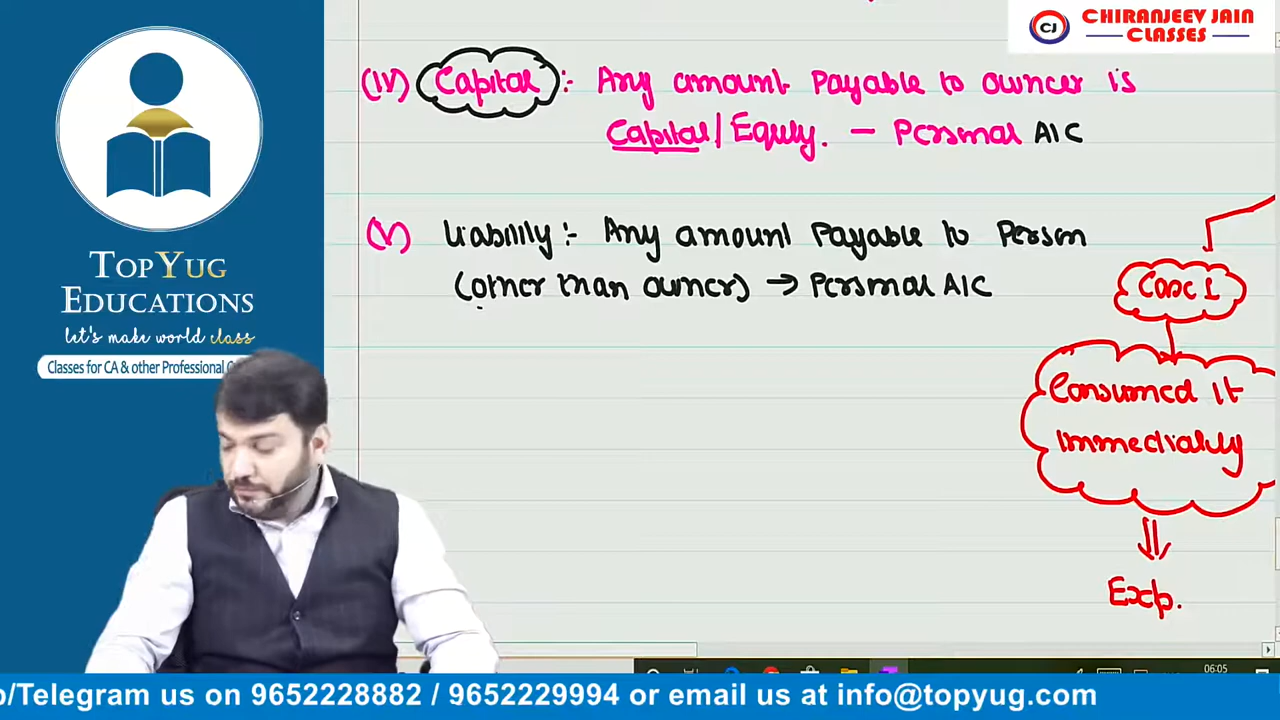 CHIRANJEEV JAIN
CJ CLASSES
(IV) Capital :- Any amount Payable to owner is
Capital/Equity. - Personal A/C
(V) Liability :- Any amount Payable to Person
(other than owner) → Personal A/C
Case I
Consumed it
immediately
Exp.
TOPYUG
EDUCATIONS
let's make world class
Classes for CA & other Professional
06:05
p/Telegram us on 9652228882 / 9652229994 or email us at info@topyug.com